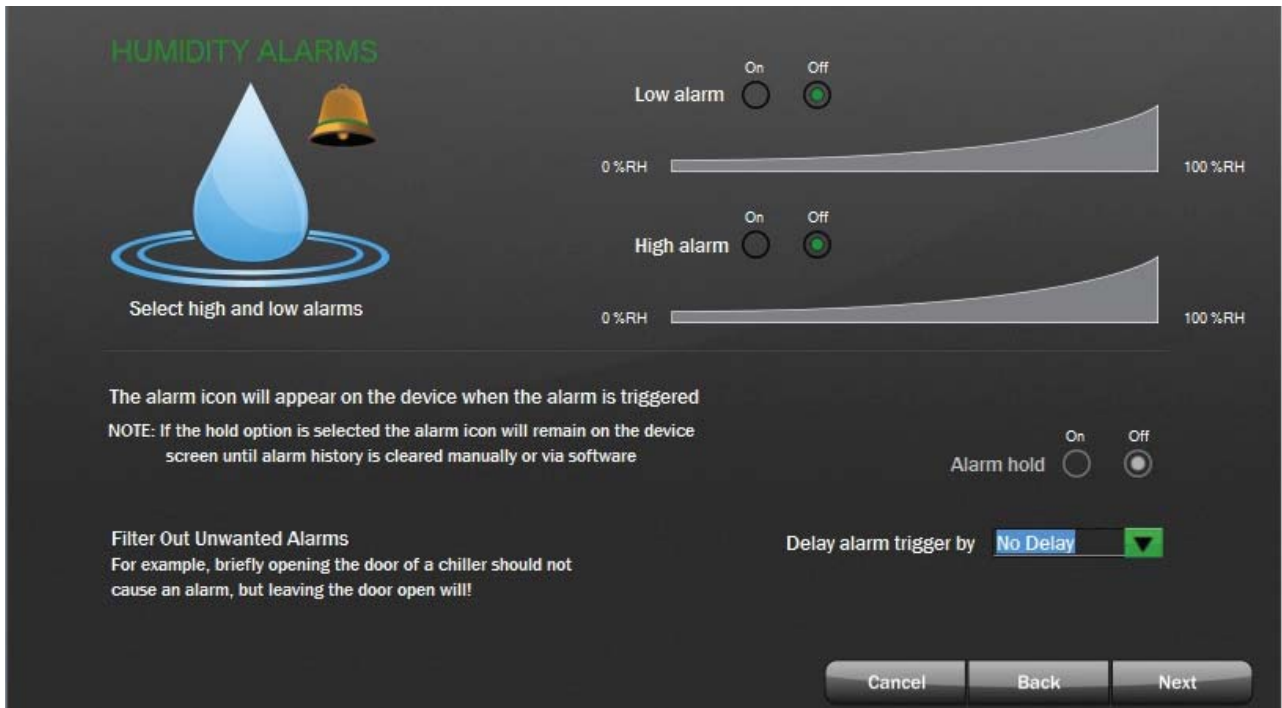 HUMIDITY ALARMS
On Off
Low alarm
0 %RH 100 %RH
On Off
High alarm
0 %RH 100 %RH
Select high and low alarms
The alarm icon will appear on the device when the alarm is triggered
NOTE: If the hold option is selected the alarm icon will remain on the device
screen until alarm history is cleared manually or via software
On Off
Alarm hold
Filter Out Unwanted Alarms
For example, briefly opening the door of a chiller should not
cause an alarm, but leaving the door open will!
Delay alarm trigger by No Delay
Cancel Back Next